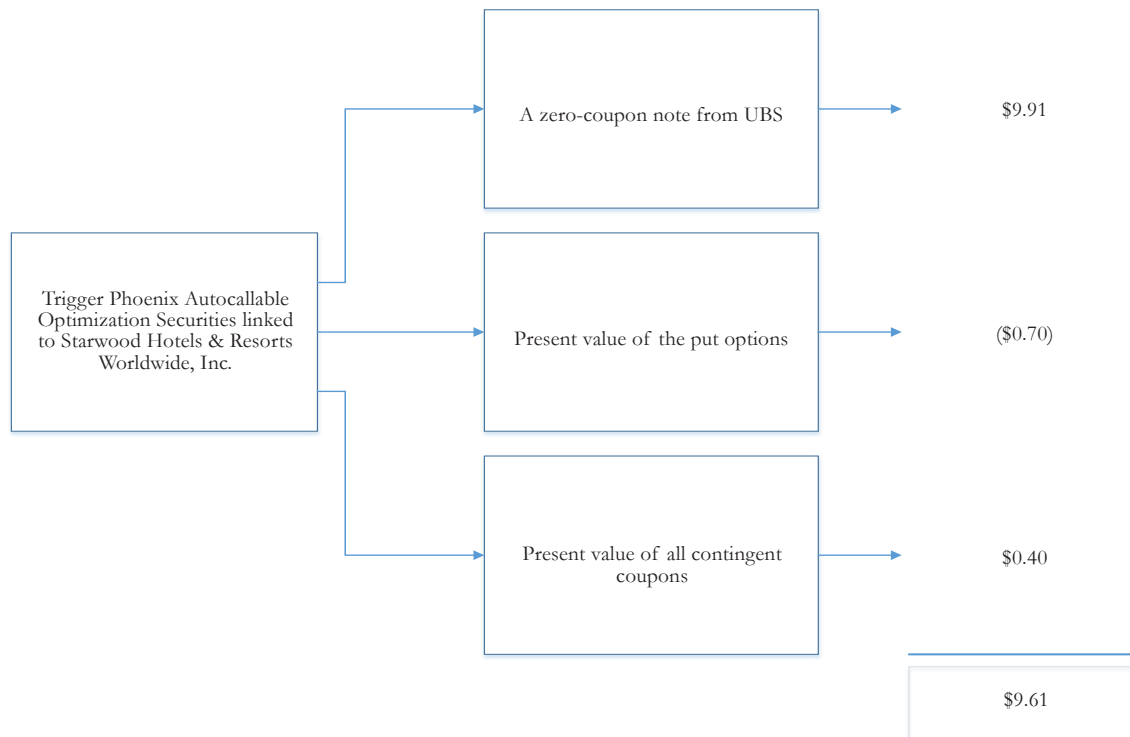 A zero-coupon note from UBS
$9.91
Trigger Phoenix Autocallable
Optimization Securities linked
to Starwood Hotels & Resorts
Worldwide, Inc.
Present value of the put options
($0.70)
Present value of all contingent
coupons
$0.40
$9.61